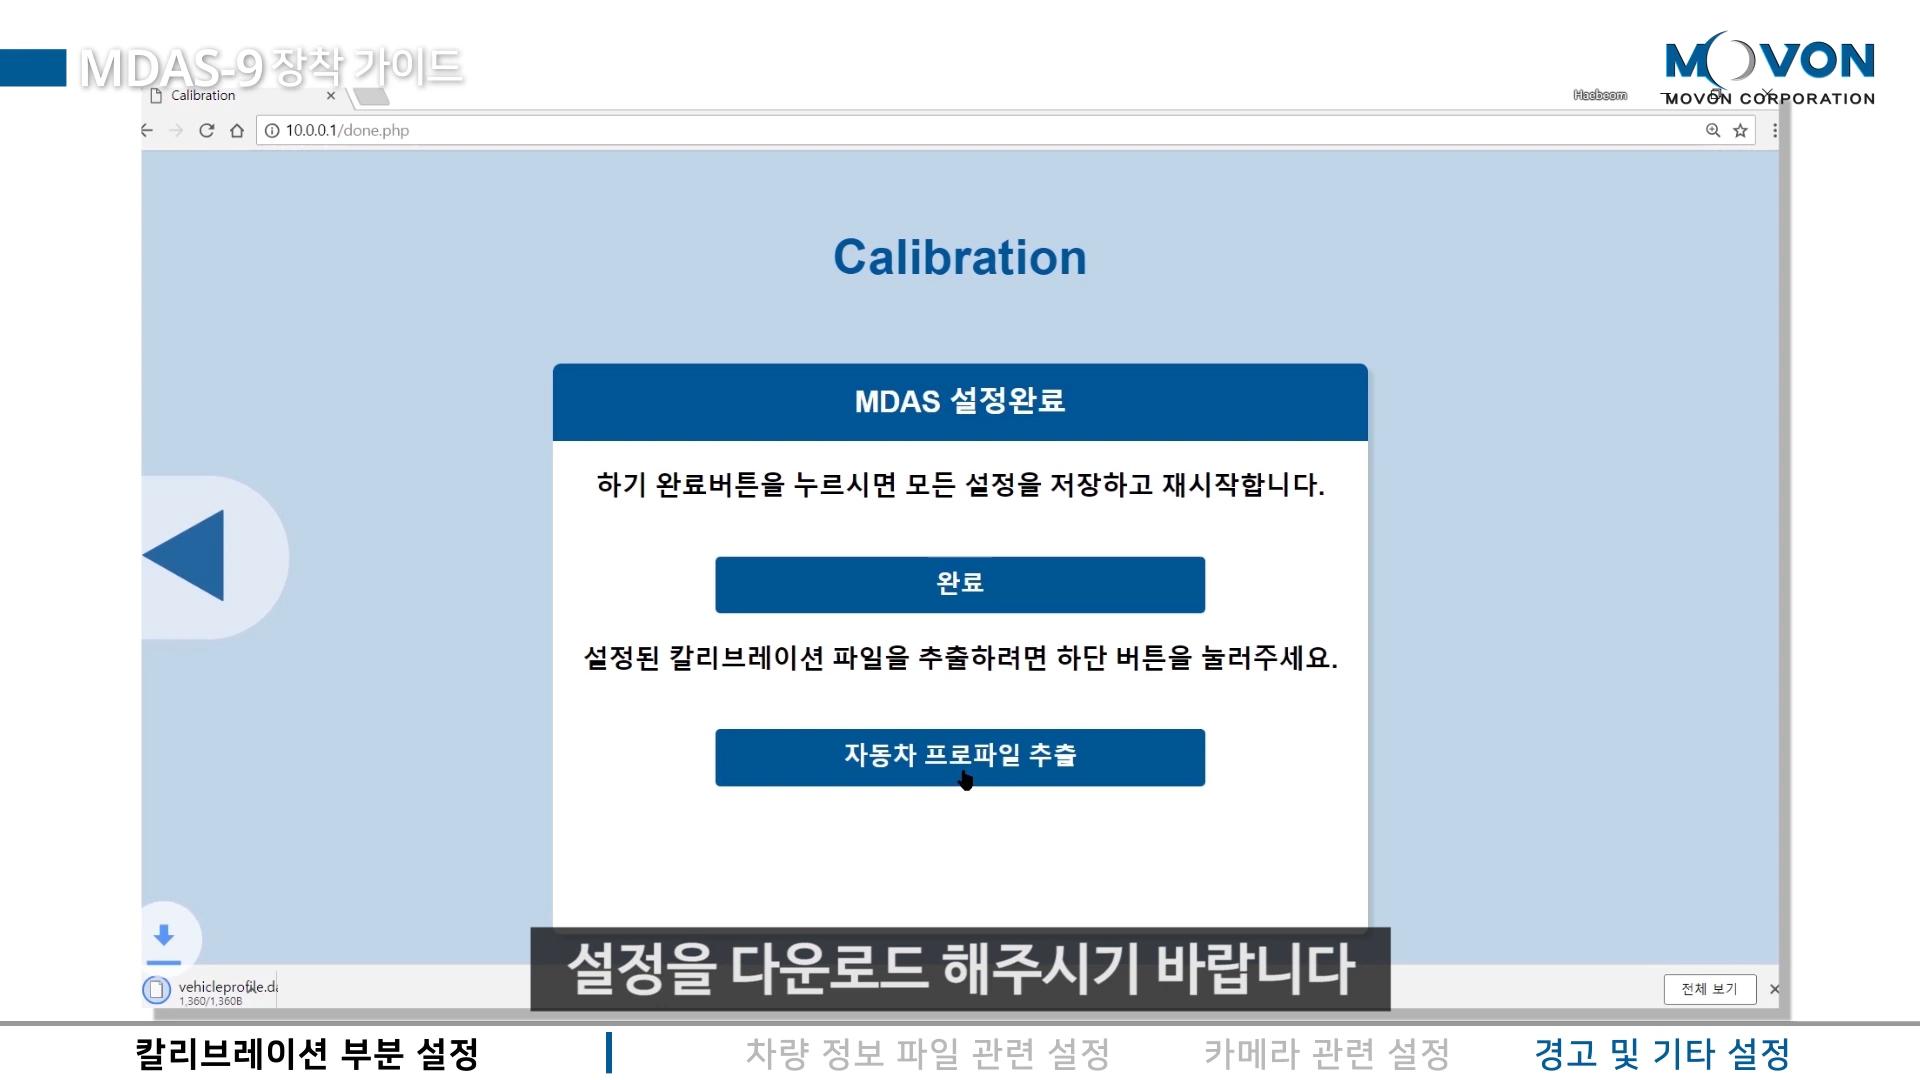 MDAS-9 장착 가이드
MOVON
MOVON CORPORATION
Calibration
Haebeom
10.0.0.1/done.php
Calibration
MDAS 설정완료
하기 완료버튼을 누르시면 모든 설정을 저장하고 재시작합니다.
완료
설정된 칼리브레이션 파일을 추출하려면 하단 버튼을 눌러주세요.
자동차 프로파일 추출
설정을 다운로드 해주시기 바랍니다
vehicleprofile.da
1,360/1,360B
전체 보기
칼리브레이션 부분 설정
차량 정보 파일 관련 설정
카메라 관련 설정
경고 및 기타 설정